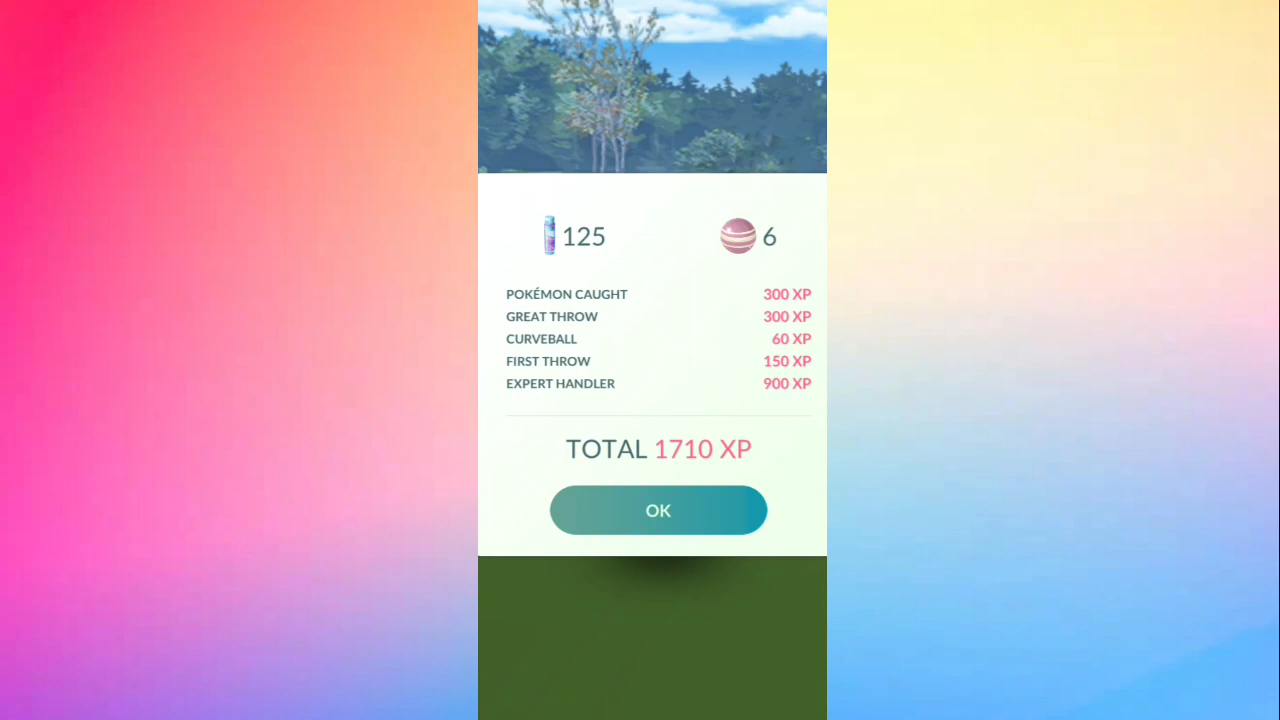 125 6
POKÉMON CAUGHT 300 XP
GREAT THROW 300 XP
CURVEBALL 60 XP
FIRST THROW 150 XP
EXPERT HANDLER 900 XP
TOTAL 1710 XP
OK